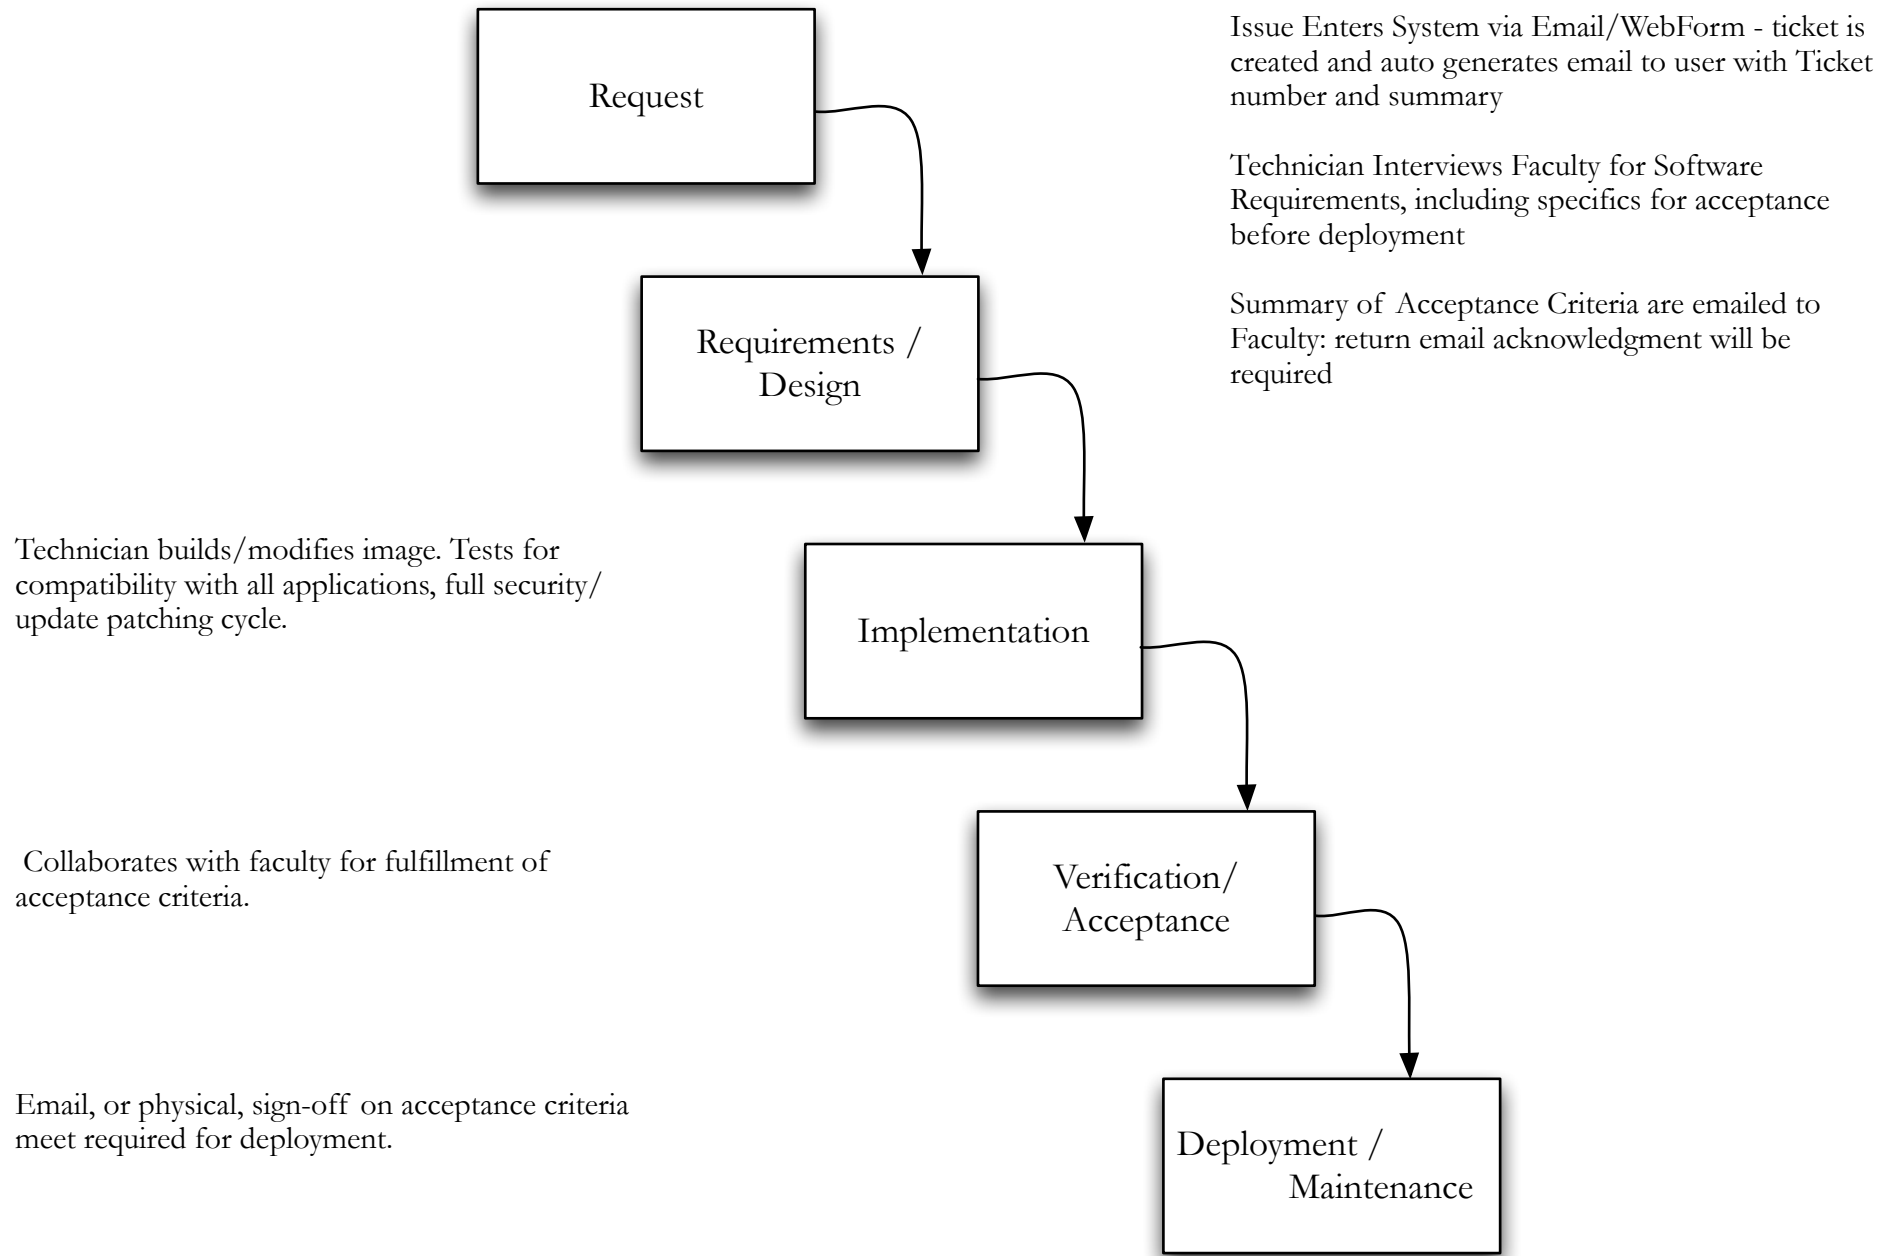 Request
Issue Enters System via Email/WebForm - ticket is
created and auto generates email to user with Ticket
number and summary
Technician Interviews Faculty for Software
Requirements, including specifics for acceptance
before deployment
Summary of Acceptance Criteria are emailed to
Faculty: return email acknowledgment will be
required
Requirements /
Design
Technician builds/modifies image. Tests for
compatibility with all applications, full security/
update patching cycle.
Implementation
Collaborates with faculty for fulfillment of
acceptance criteria.
Verification/
Acceptance
Email, or physical, sign-off on acceptance criteria
meet required for deployment.
Deployment /
Maintenance